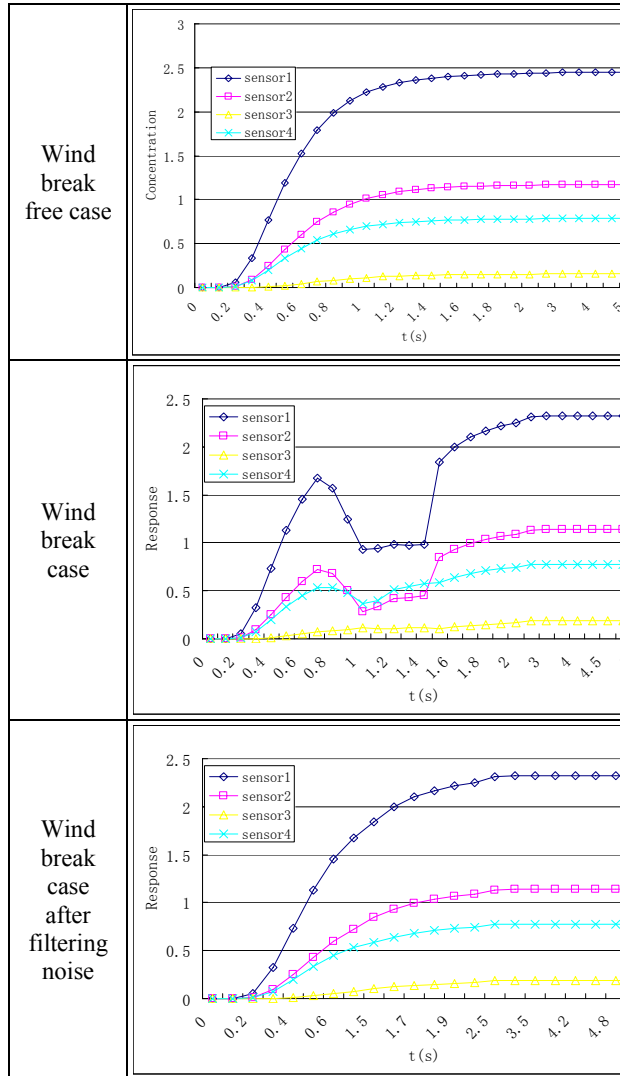 Wind
break
free case
3
2.5
2
1.5
1
0.5
0
Concentration
sensor1
sensor2
sensor3
sensor4
0 0.2 0.4 0.6 0.8 1 1.2 1.4 1.6 1.8 2 3 4 5
t(s)
Wind
break
case
2.5
2
1.5
1
0.5
0
Response
sensor1
sensor2
sensor3
sensor4
0 0.2 0.4 0.6 0.8 1 1.2 1.4 1.6 1.8 2 3 4 4.5
t(s)
Wind
break
case
after
filtering
noise
2.5
2
1.5
1
0.5
0
Response
sensor1
sensor2
sensor3
sensor4
0 0.2 0.4 0.6 1.5 1.7 1.9 2.5 3.5 4.2 4.8
t(s)